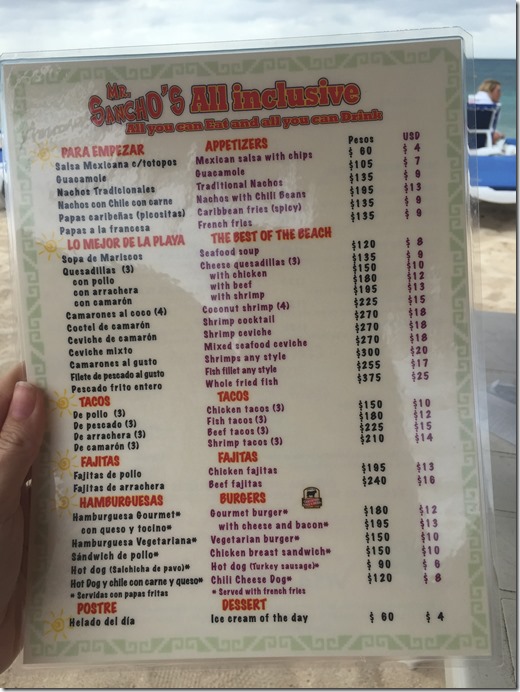 MR. SANCHO'S All inclusive
All you can Eat and all you can Drink
Pesos USD
PARA EMPEZAR APPETIZERS
Salsa Mexicana c/totopos Mexican salsa with chips $ 60 $ 4
Guacamole Guacamole $105 $ 7
Nachos Tradicionales Traditional Nachos $135 $ 9
Nachos con Chile con carne Nachos with Chili Beans $195 $13
Papas caribeñas (picositas) Caribbean fries (spicy) $135 $ 9
Papas a la francesa French fries $135 $ 9
LO MEJOR DE LA PLAYA THE BEST OF THE BEACH
Sopa de Mariscos Seafood soup $120 $ 8
Quesadillas (3) Cheese quesadillas (3) $135 $ 9
con pollo with chicken $150 $10
con arrachera with beef $180 $12
con camarón with shrimp $195 $13
Camarones al coco (4) Coconut shrimp (4) $225 $15
Coctel de camarón Shrimp cocktail $270 $18
Ceviche de camarón Shrimp ceviche $270 $18
Ceviche mixto Mixed seafood ceviche $270 $18
Camarones al gusto Shrimps any style $300 $20
Filete de pescado al gusto Fish fillet any style $255 $17
Pescado frito entero Whole fried fish $375 $25
TACOS TACOS
De pollo (3) Chicken tacos (3) $150 $10
De pescado (3) Fish tacos (3) $180 $12
De arrachera (3) Beef tacos (3) $225 $15
De camarón (3) Shrimp tacos (3) $210 $14
FAJITAS FAJITAS
Fajitas de pollo Chicken fajitas $195 $13
Fajitas de arrachera Beef fajitas $240 $16
HAMBURGUESAS BURGERS
Hamburguesa Gourmet* Gourmet burger* $180 $12
con queso y tocino* with cheese and bacon* $195 $13
Hamburguesa Vegetariana* Vegetarian burger* $150 $10
Sándwich de pollo* Chicken breast sandwich* $150 $10
Hot dog (Salchicha de pavo)* Hot dog (Turkey sausage)* $ 90 $ 6
Hot Dog y chile con carne y queso* Chili Cheese Dog* $120 $ 8
* Servidas con papas fritas * Served with french fries
POSTRE DESSERT
Helado del día Ice cream of the day $ 60 $ 4